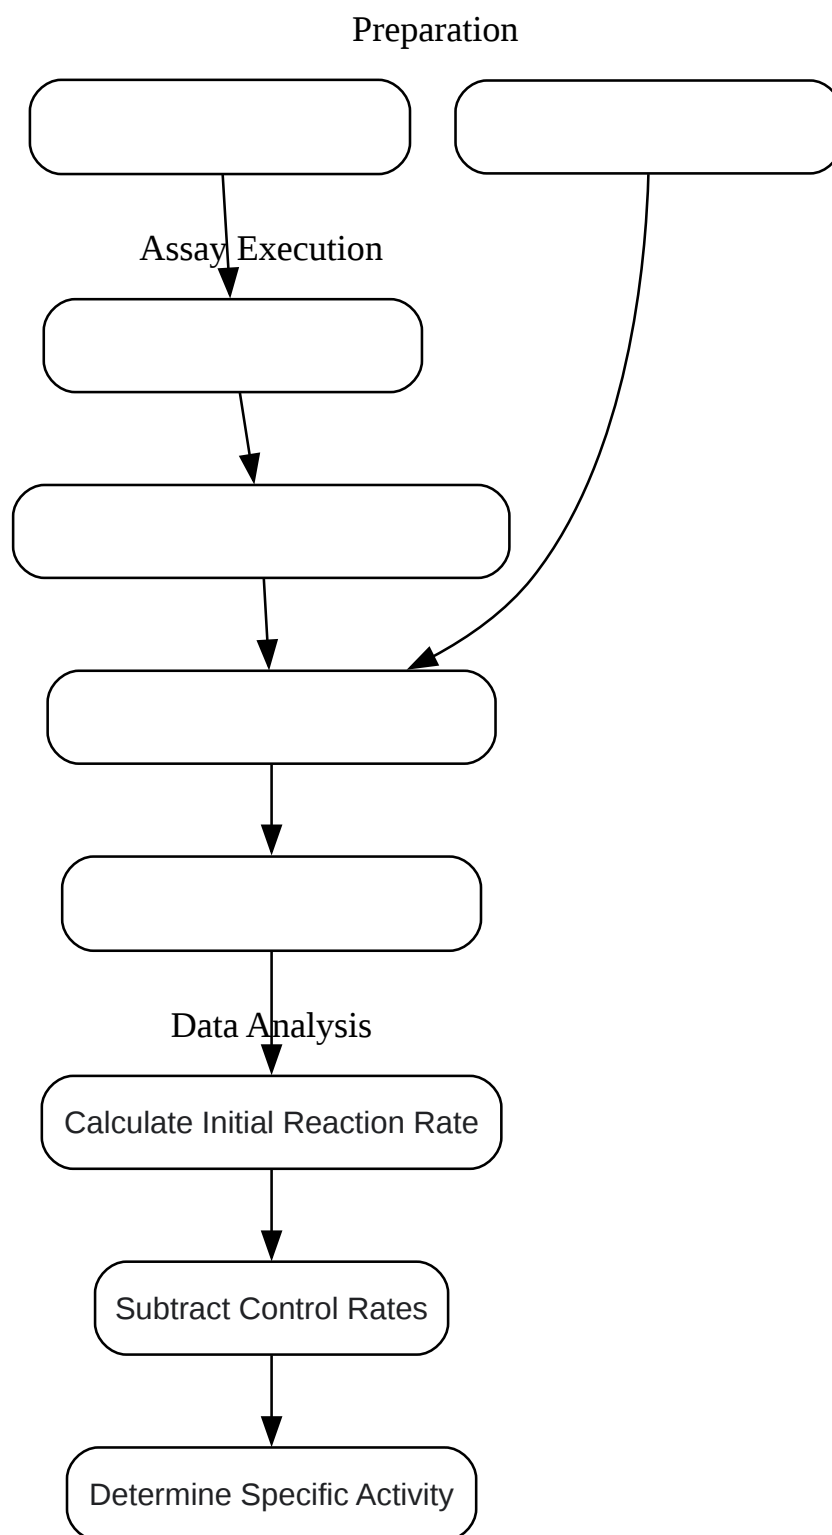 Preparation
Assay Execution
Data Analysis
Calculate Initial Reaction Rate
Subtract Control Rates
Determine Specific Activity